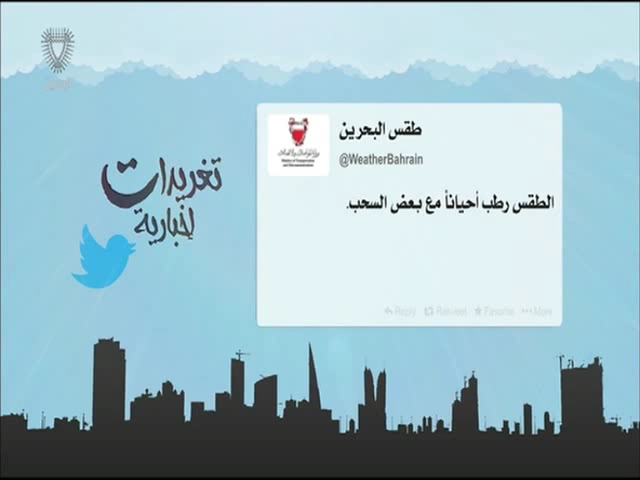 تغريدات
إخبارية
طقس البحرين
@WeatherBahrain
الطقس رطب أحياناً مع بعض السحب.
Reply Retweet Favorite More